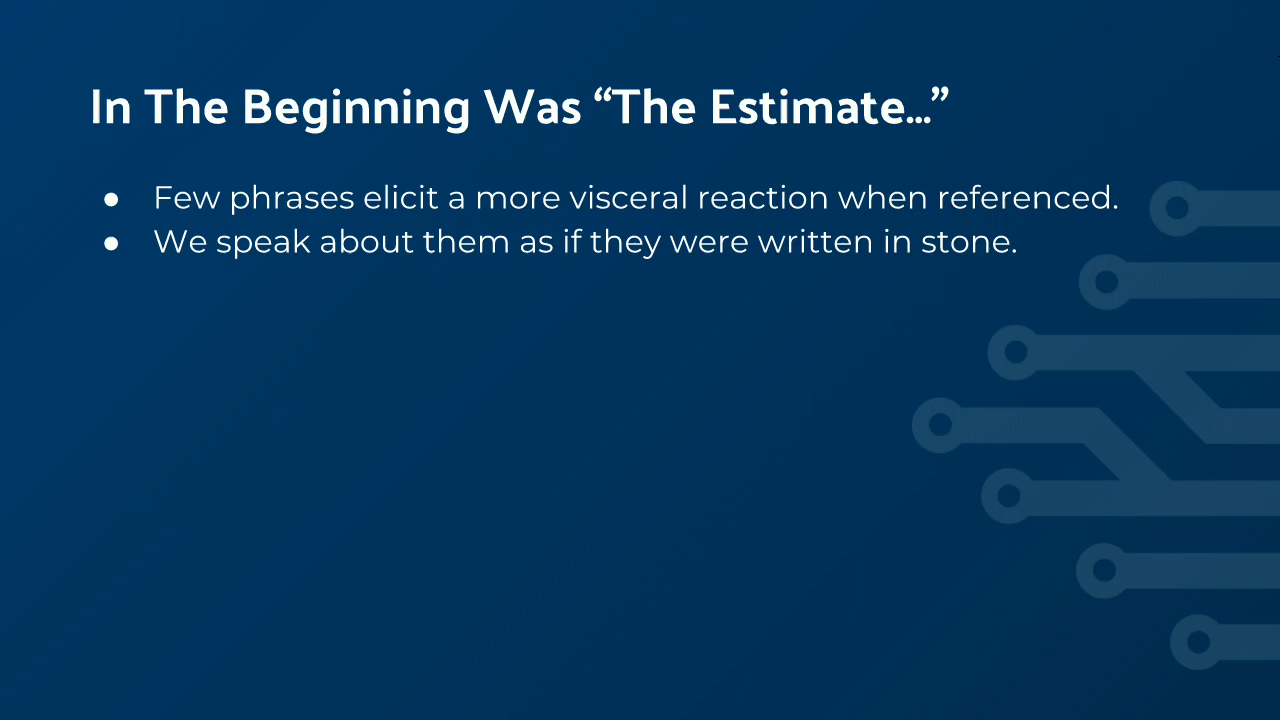 In The Beginning Was “The Estimate…”
● Few phrases elicit a more visceral reaction when referenced.
● We speak about them as if they were written in stone.